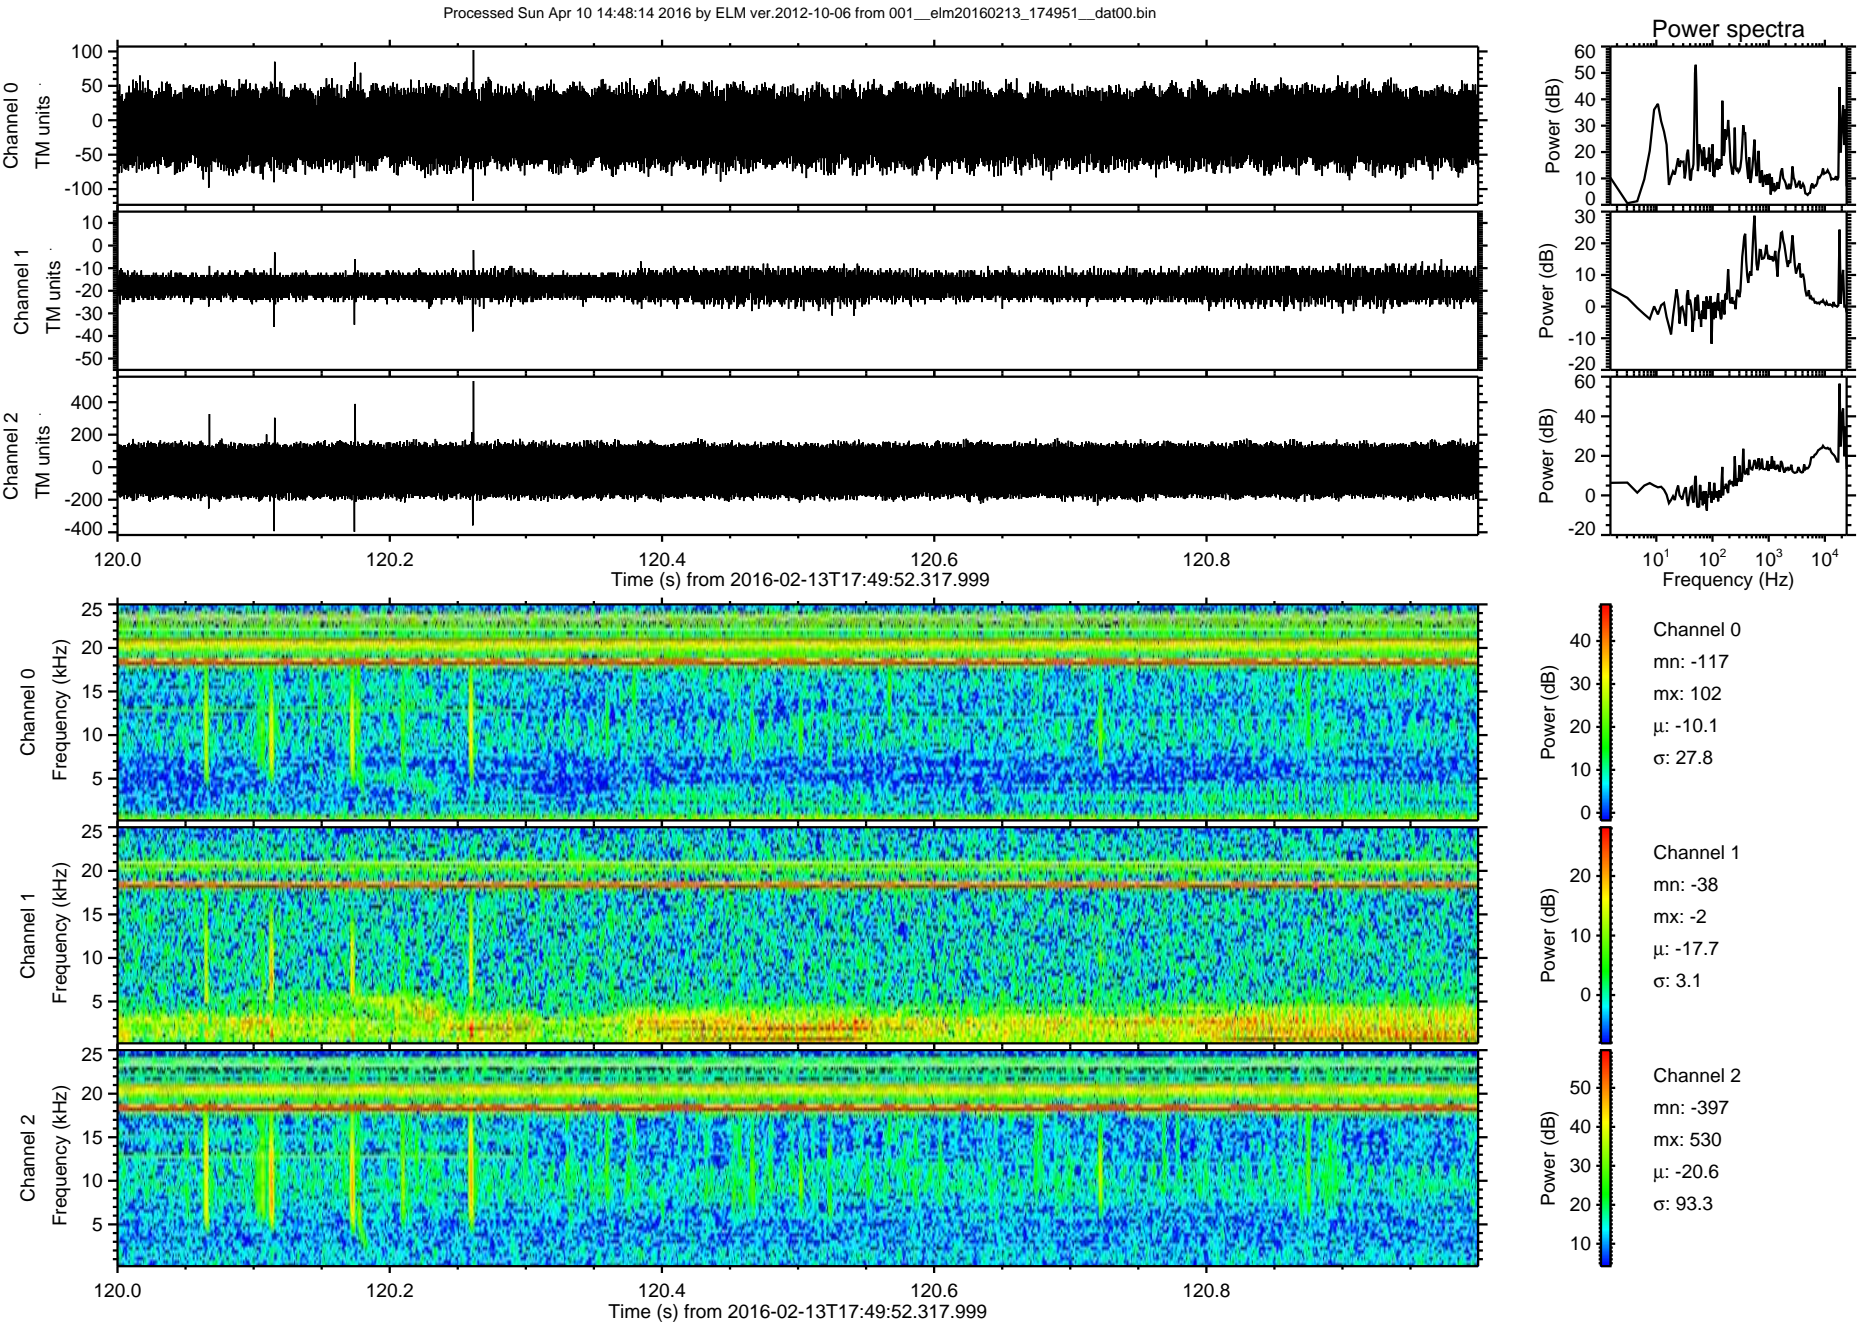 Processed Sun Apr 10 14:48:14 2016 by ELM ver.2012-10-06 from 001__elm20160213_174951__dat00.bin
Power spectra
Channel 0
TM units
100
50
0
-50
-100
Power (dB)
60
50
40
30
20
10
0
Channel 1
TM units
10
0
-10
-20
-30
-40
-50
Power (dB)
30
20
10
0
-10
-20
Channel 2
TM units
400
200
0
-200
-400
Power (dB)
60
40
20
0
-20
120.0 120.2 120.4 120.6 120.8
Time (s) from 2016-02-13T17:49:52.317.999
10¹ 10² 10³ 10⁴
Frequency (Hz)
Channel 0
Frequency (kHz)
25
20
15
10
5
Power (dB)
40
30
20
10
0
Channel 0
mn: -117
mx: 102
μ: -10.1
σ: 27.8
Channel 1
Frequency (kHz)
25
20
15
10
5
Power (dB)
20
10
0
Channel 1
mn: -38
mx: -2
μ: -17.7
σ: 3.1
Channel 2
Frequency (kHz)
25
20
15
10
5
Power (dB)
50
40
30
20
10
Channel 2
mn: -397
mx: 530
μ: -20.6
σ: 93.3
120.0 120.2 120.4 120.6 120.8
Time (s) from 2016-02-13T17:49:52.317.999